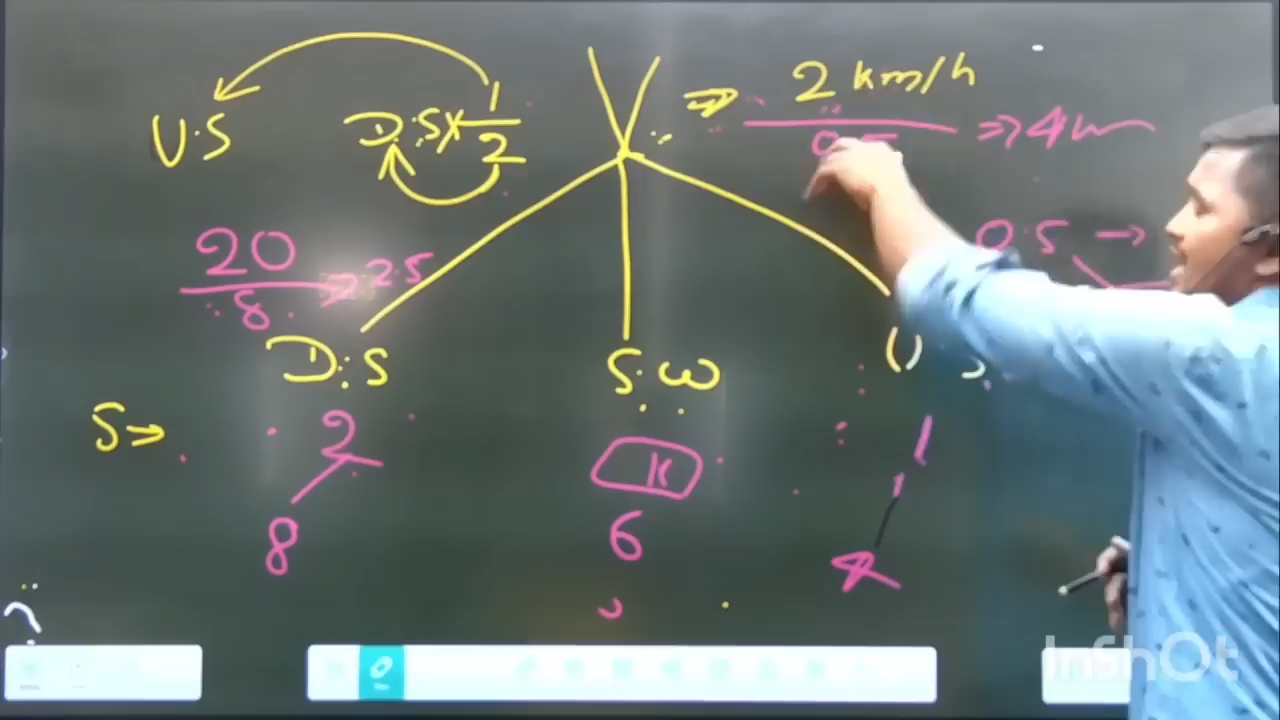 U.S D.S x 1/2 ⇒ 2 km/h
⇒ 4 km
20 / 8 → 2.5
0.5 →
D.S S.W
S → 2 1
K
8 6 4
InShOt